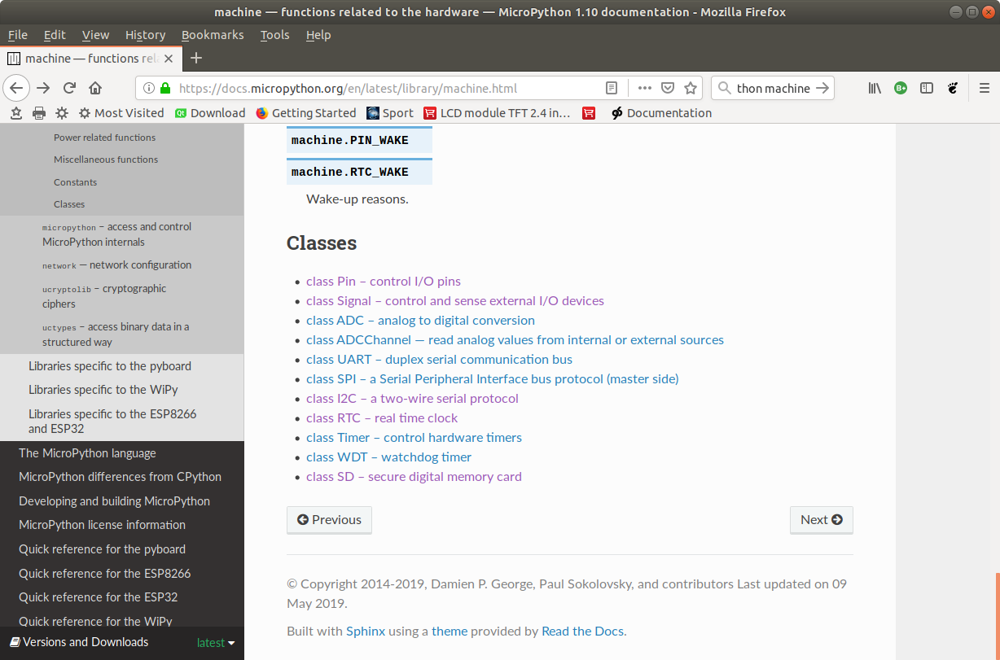 machine — functions related to the hardware — MicroPython 1.10 documentation - Mozilla Firefox
File Edit View History Bookmarks Tools Help
machine — functions rel
https://docs.micropython.org/en/latest/library/machine.html
thon machine
Most Visited Download Getting Started Sport LCD module TFT 2.4 in… Documentation
Power related functions
Miscellaneous functions
Constants
Classes
micropython – access and control
MicroPython internals
network — network configuration
ucryptolib – cryptographic
ciphers
uctypes – access binary data in a
structured way
Libraries specific to the pyboard
Libraries specific to the WiPy
Libraries specific to the ESP8266
and ESP32
The MicroPython language
MicroPython differences from CPython
Developing and building MicroPython
MicroPython license information
Quick reference for the pyboard
Quick reference for the ESP8266
Quick reference for the ESP32
Quick reference for the WiPy
Versions and Downloads latest
machine.PIN_WAKE
machine.RTC_WAKE
Wake-up reasons.
Classes
class Pin – control I/O pins
class Signal – control and sense external I/O devices
class ADC – analog to digital conversion
class ADCChannel — read analog values from internal or external sources
class UART – duplex serial communication bus
class SPI – a Serial Peripheral Interface bus protocol (master side)
class I2C – a two-wire serial protocol
class RTC – real time clock
class Timer – control hardware timers
class WDT – watchdog timer
class SD – secure digital memory card
Previous
Next
© Copyright 2014-2019, Damien P. George, Paul Sokolovsky, and contributors Last updated on 09
May 2019.
Built with Sphinx using a theme provided by Read the Docs.